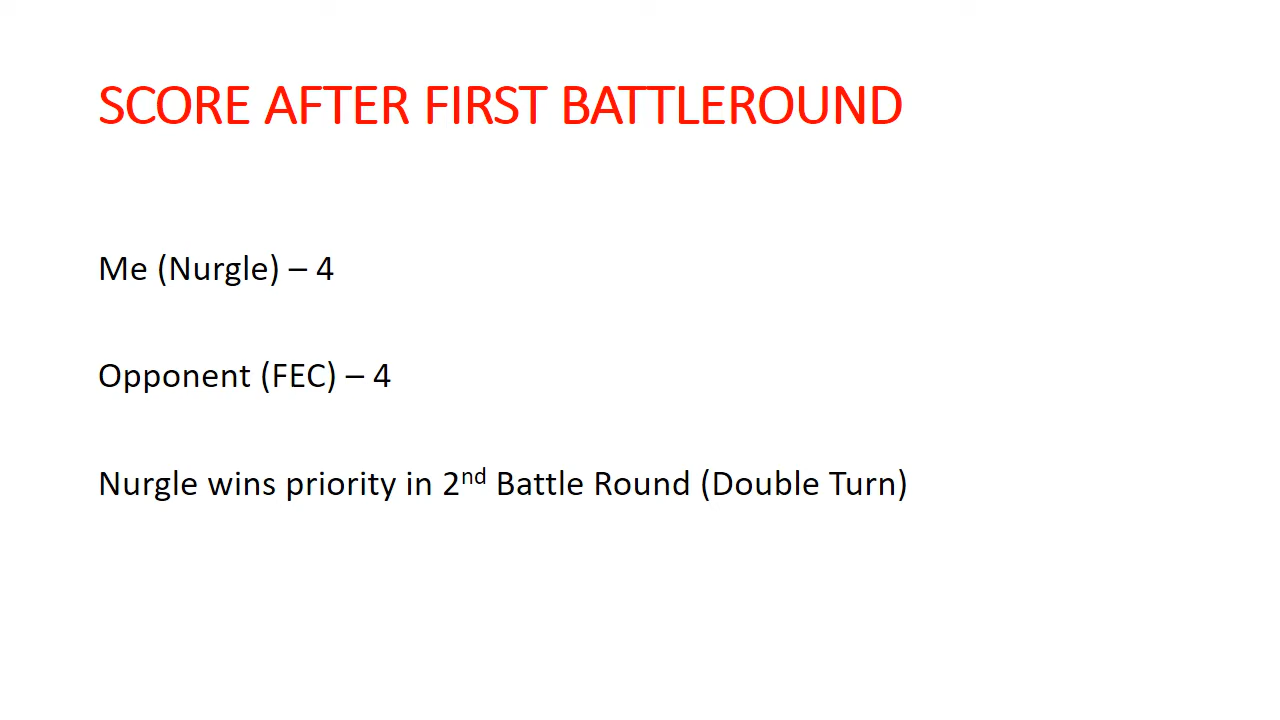 SCORE AFTER FIRST BATTLEROUND
Me (Nurgle) – 4
Opponent (FEC) – 4
Nurgle wins priority in 2nd Battle Round (Double Turn)